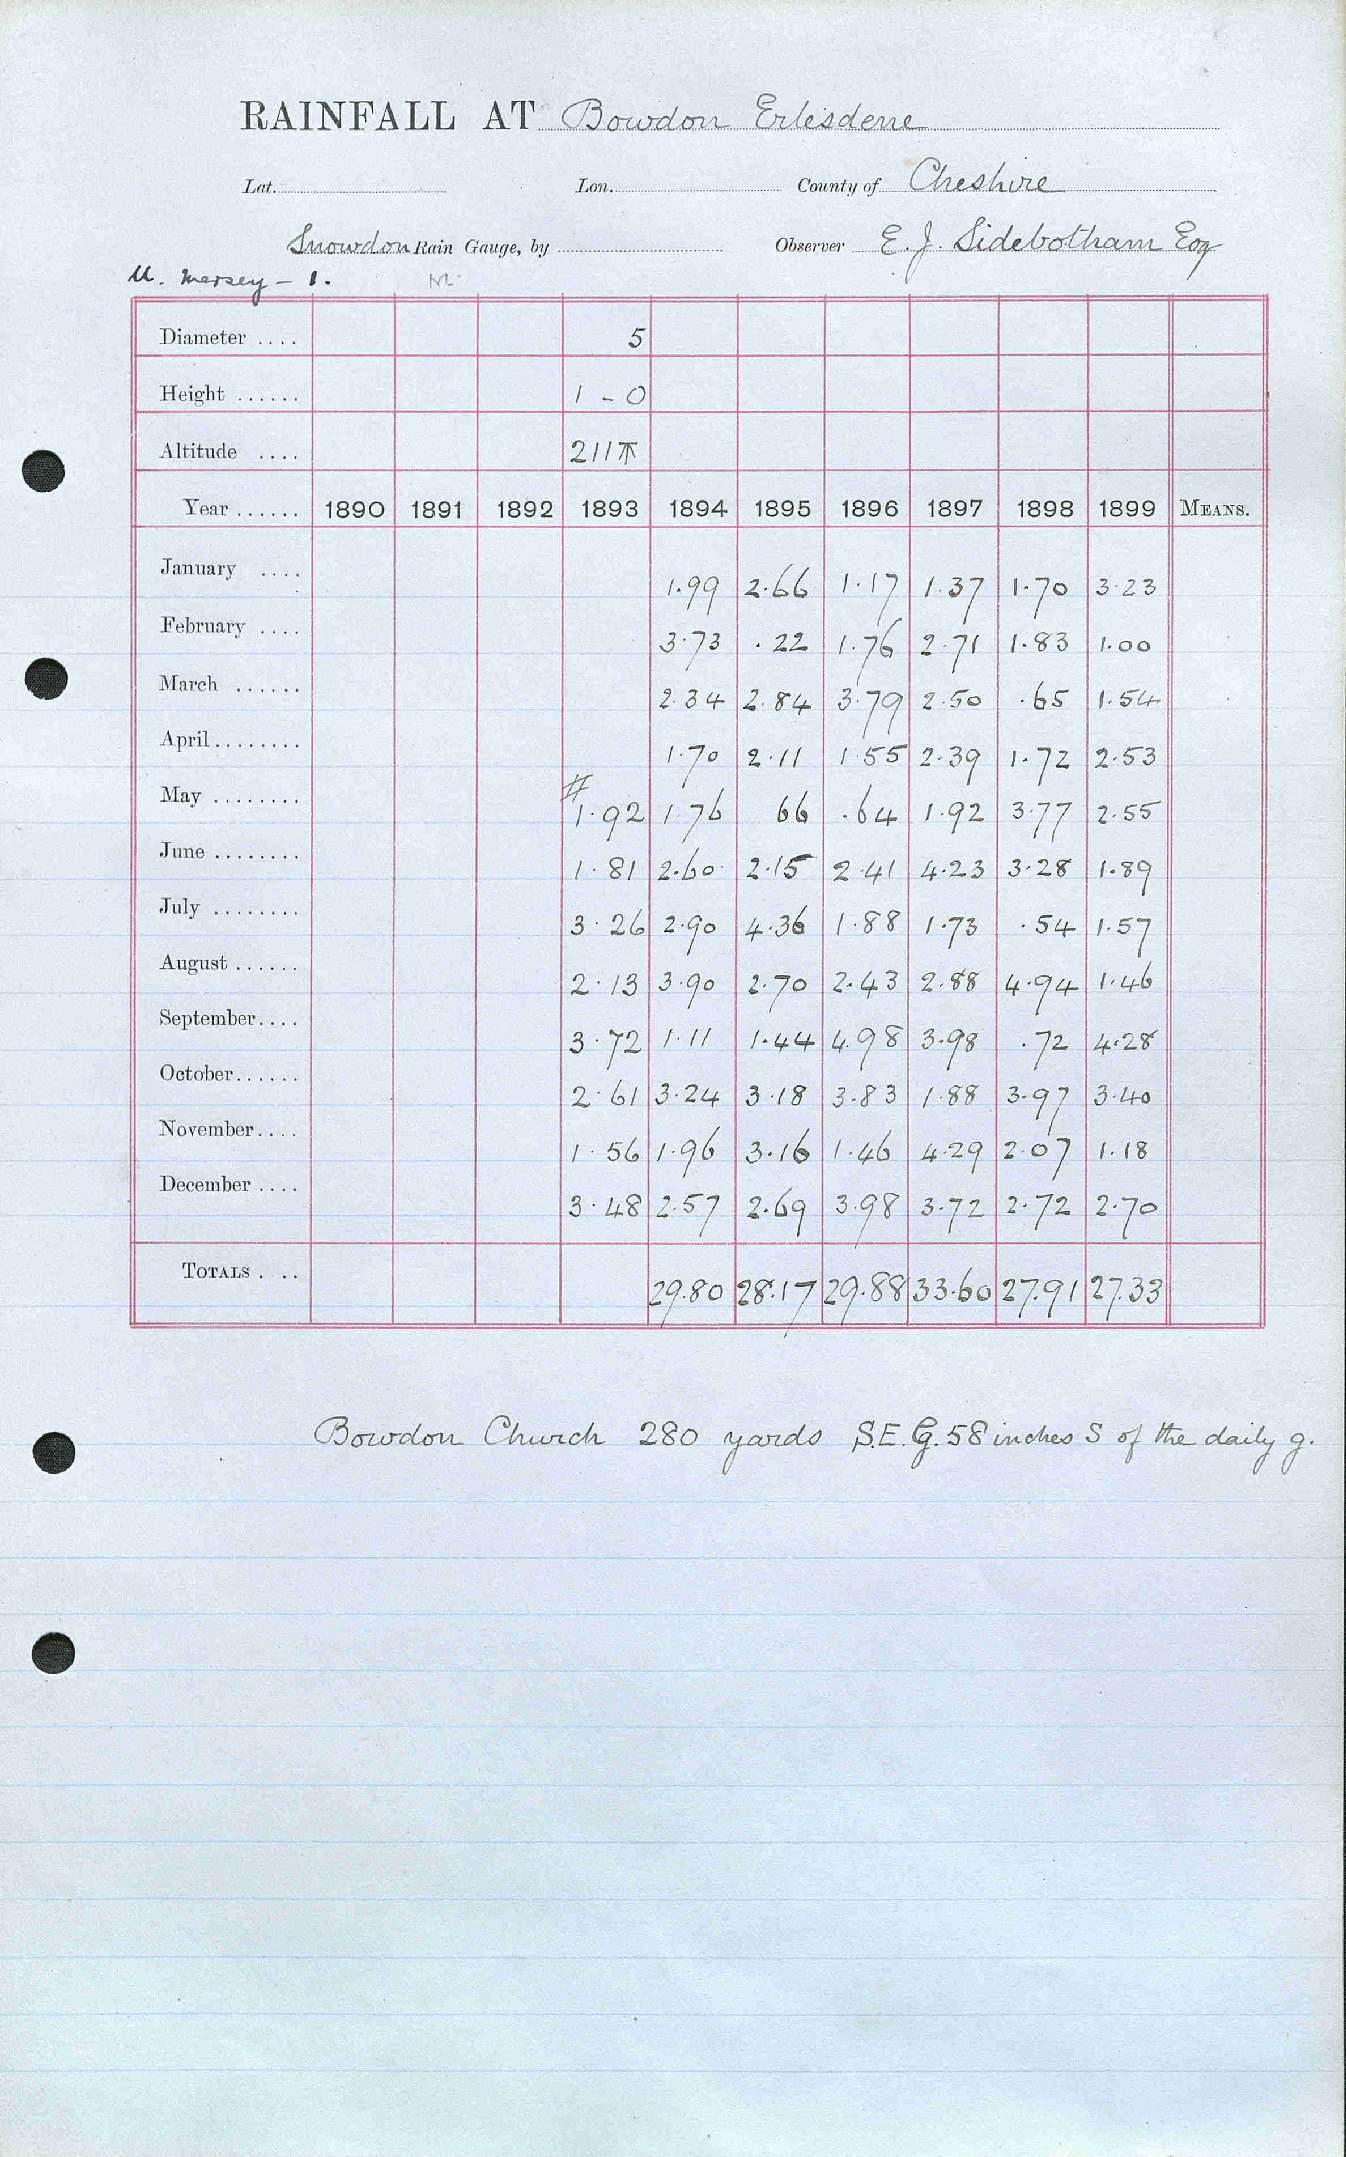 RAINFALL AT Bowdon Erlesdene
Lat. Lon. County of Cheshire
Snowdon Rain Gauge, by Observer E. J. Sidebotham Esq
M. Mersey - 1.
Diameter .... 5
Height ...... 1 - 0
Altitude .... 211
Year ...... 1890 1891 1892 1893 1894 1895 1896 1897 1898 1899 MEANS.
January .... 1.99 2.66 1.17 1.37 1.70 3.23
February .... 3.73 .22 1.76 2.71 1.83 1.00
March ...... 2.34 2.84 3.79 2.50 .65 1.54
April ........ 1.70 2.11 1.55 2.39 1.72 2.53
May ........ # 1.92 1.76 66 .64 1.92 3.77 2.55
June ........ 1.81 2.60 2.15 2.41 4.23 3.28 1.89
July ........ 3.26 2.90 4.36 1.88 1.73 .54 1.57
August ...... 2.13 3.90 2.70 2.43 2.88 4.94 1.46
September.... 3.72 1.11 1.44 4.98 3.98 .72 4.28
October...... 2.61 3.24 3.18 3.83 1.88 3.97 3.40
November.... 1.56 1.96 3.16 1.46 4.29 2.07 1.18
December .... 3.48 2.57 2.69 3.98 3.72 2.72 2.70
TOTALS .... 29.80 28.17 29.88 33.60 27.91 27.33
Bowdon Church 280 yards S.E. G. 58 inches S of the daily g.